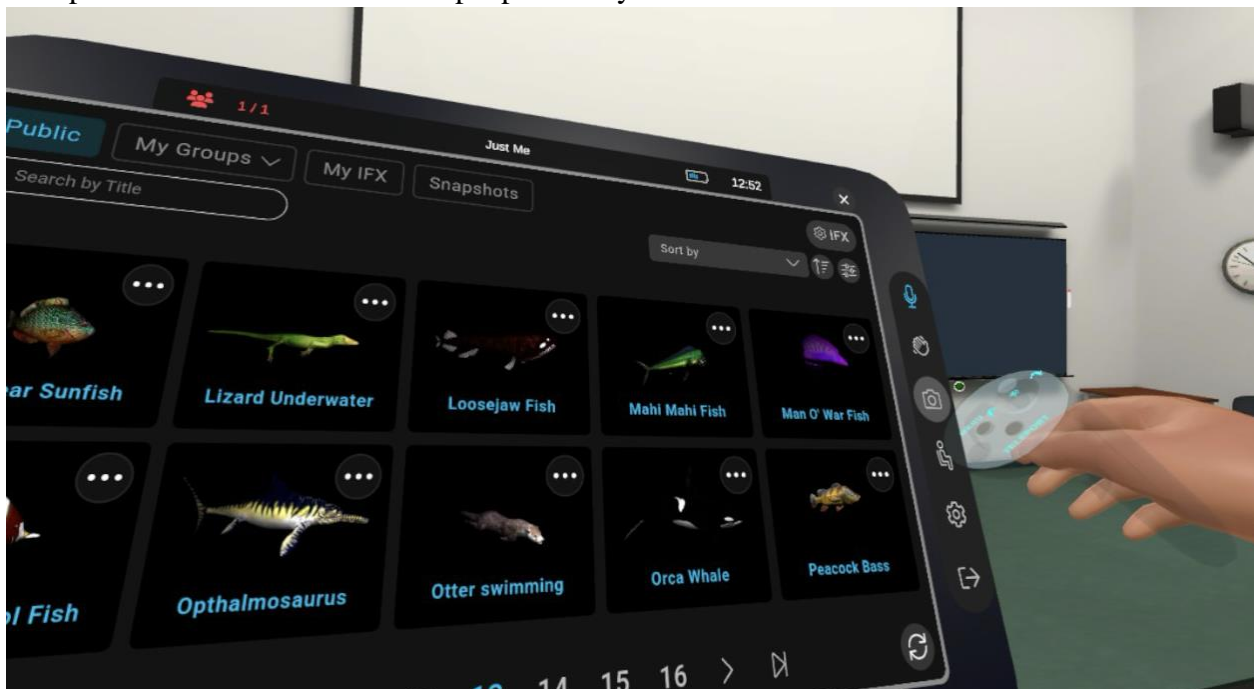 1/1
Just Me
12:52
Public
My Groups
My IFX
Snapshots
Search by Title
IFX
Sort by
ar Sunfish
Lizard Underwater
Loosejaw Fish
Mahi Mahi Fish
Man O' War Fish
ol Fish
Opthalmosaurus
Otter swimming
Orca Whale
Peacock Bass
14 15 16